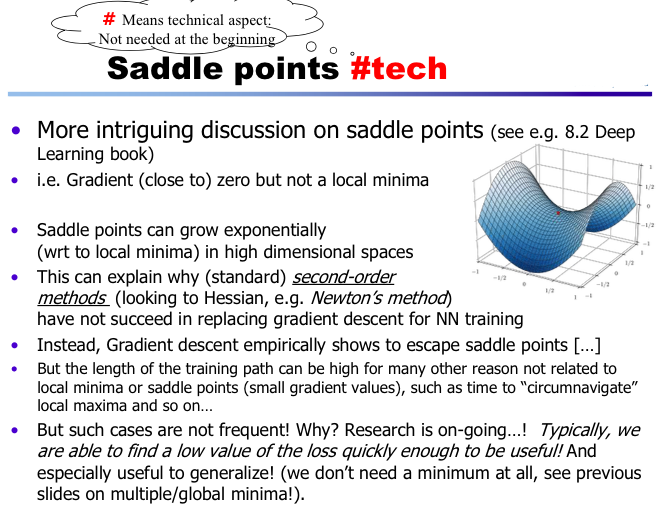 # Means technical aspect:
Not needed at the beginning
Saddle points #tech
• More intriguing discussion on saddle points (see e.g. 8.2 Deep
Learning book)
• i.e. Gradient (close to) zero but not a local minima
• Saddle points can grow exponentially
(wrt to local minima) in high dimensional spaces
• This can explain why (standard) second-order
methods (looking to Hessian, e.g. Newton's method)
have not succeed in replacing gradient descent for NN training
• Instead, Gradient descent empirically shows to escape saddle points […]
• But the length of the training path can be high for many other reason not related to
local minima or saddle points (small gradient values), such as time to “circumnavigate”
local maxima and so on…
• But such cases are not frequent! Why? Research is on-going…! Typically, we
are able to find a low value of the loss quickly enough to be useful! And
especially useful to generalize! (we don't need a minimum at all, see previous
slides on multiple/global minima!).
1
1/2
0
-1/2
-1
-1
-1/2
0
1/2
1
-1
-1/2
0
1/2
1